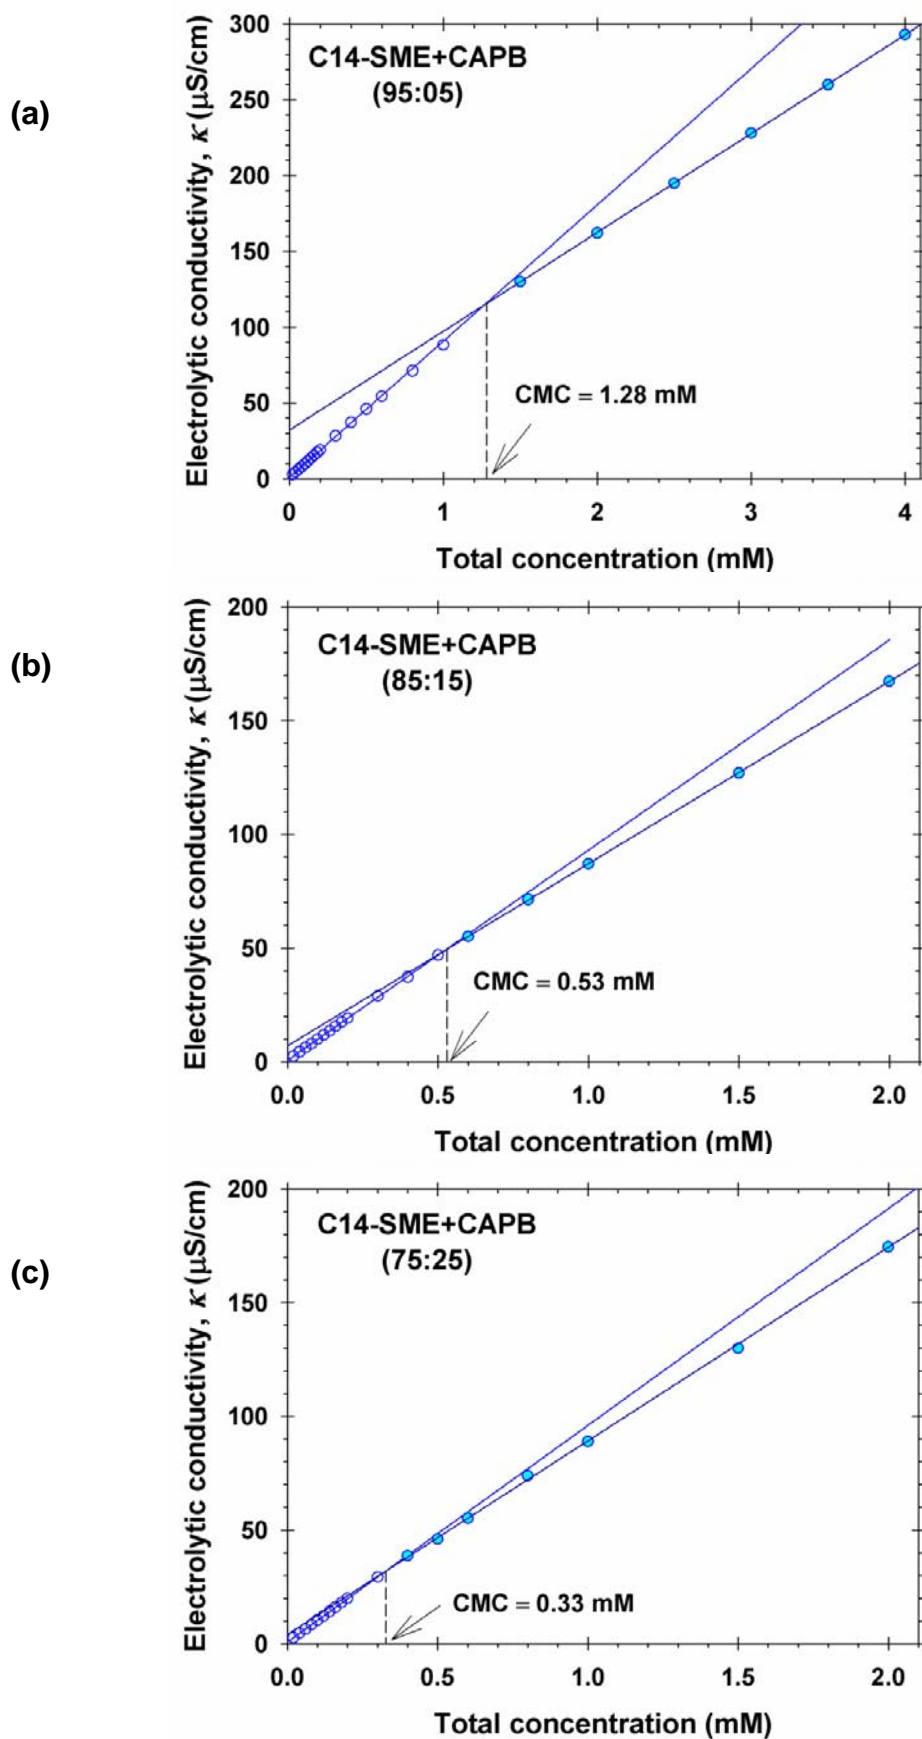 (a)
C14-SME+CAPB
(95:05)
Electrolytic conductivity, κ (μS/cm)
300
250
200
150
100
50
0
CMC = 1.28 mM
0 1 2 3 4
Total concentration (mM)
(b)
C14-SME+CAPB
(85:15)
Electrolytic conductivity, κ (μS/cm)
200
150
100
50
0
CMC = 0.53 mM
0.0 0.5 1.0 1.5 2.0
Total concentration (mM)
(c)
C14-SME+CAPB
(75:25)
Electrolytic conductivity, κ (μS/cm)
200
150
100
50
0
CMC = 0.33 mM
0.0 0.5 1.0 1.5 2.0
Total concentration (mM)